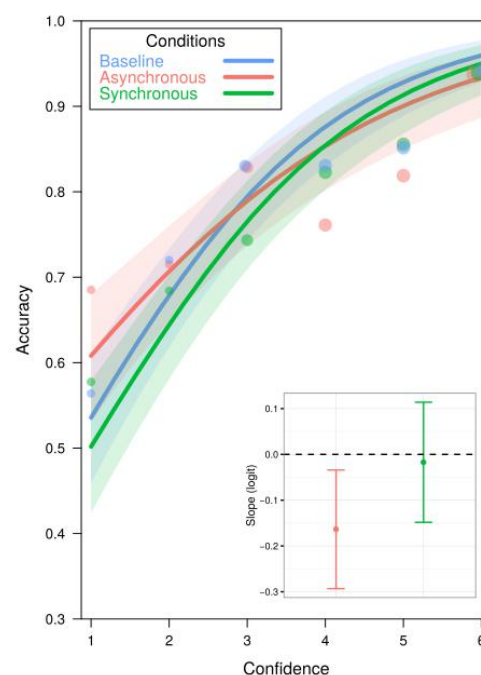 1.0
Conditions
Baseline
Asynchronous
Synchronous
0.9
0.8
0.7
Accuracy
0.6
0.5
0.4
0.3
0.1
0.0
Slope (logit)
−0.1
−0.2
−0.3
1 2 3 4 5 6
Confidence